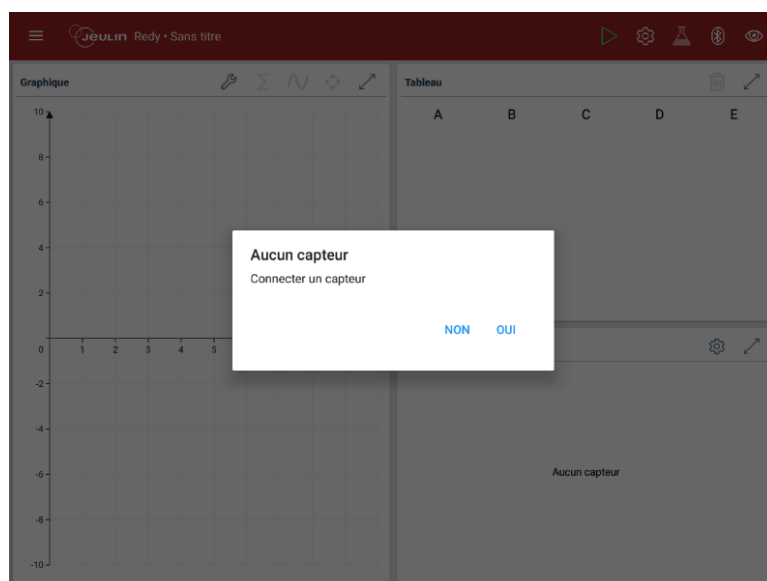 Jeulin Redy • Sans titre
Graphique
Tableau
A B C D E
10
8
6
4
2
0 1 2 3 4 5
-2
-4
-6
-8
-10
Aucun capteur
Connecter un capteur
NON OUI
Aucun capteur